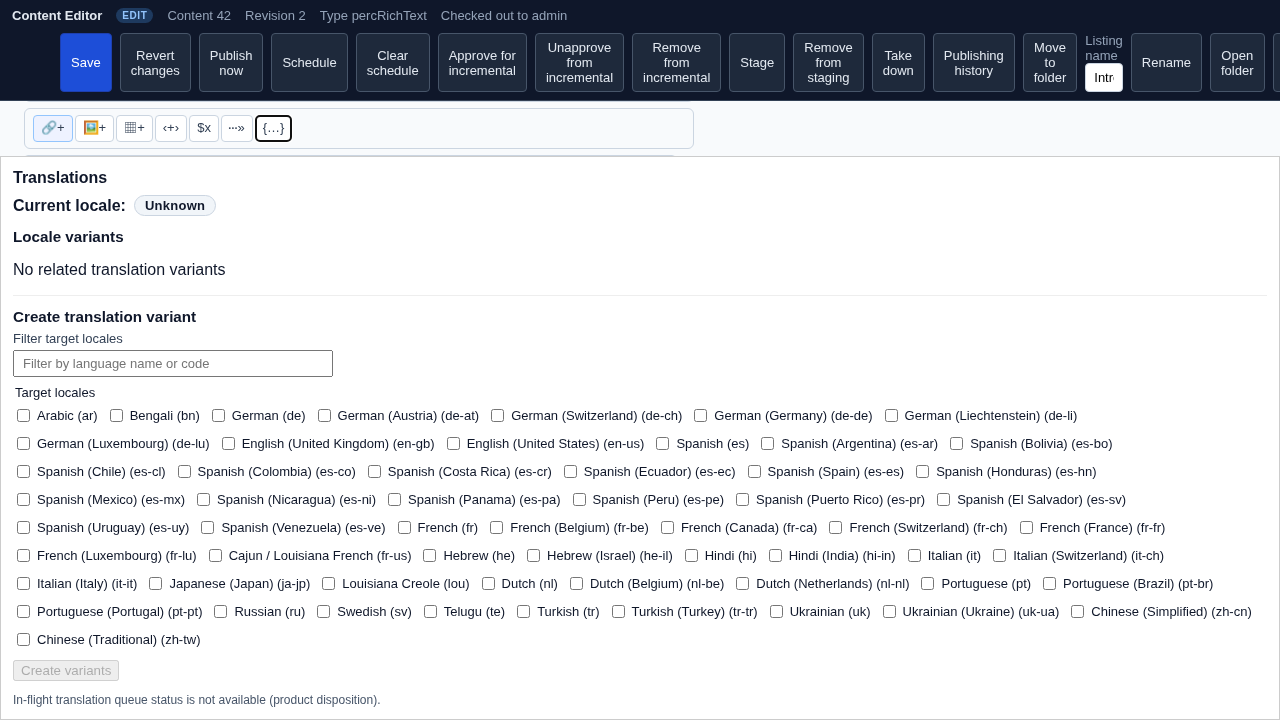 Content Editor EDIT Content 42 Revision 2 Type percRichText Checked out to admin
Save
Revert changes
Publish now
Schedule
Clear schedule
Approve for incremental
Unapprove from incremental
Remove from incremental
Stage
Remove from staging
Take down
Publishing history
Move to folder
Listing name
Intr
Rename
Open folder
🔗+ 🖼️+ ▦+ ‹+› $x ···» {…}
Translations
Current locale: Unknown
Locale variants
No related translation variants
Create translation variant
Filter target locales
Filter by language name or code
Target locales
Arabic (ar) Bengali (bn) German (de) German (Austria) (de-at) German (Switzerland) (de-ch) German (Germany) (de-de) German (Liechtenstein) (de-li)
German (Luxembourg) (de-lu) English (United Kingdom) (en-gb) English (United States) (en-us) Spanish (es) Spanish (Argentina) (es-ar) Spanish (Bolivia) (es-bo)
Spanish (Chile) (es-cl) Spanish (Colombia) (es-co) Spanish (Costa Rica) (es-cr) Spanish (Ecuador) (es-ec) Spanish (Spain) (es-es) Spanish (Honduras) (es-hn)
Spanish (Mexico) (es-mx) Spanish (Nicaragua) (es-ni) Spanish (Panama) (es-pa) Spanish (Peru) (es-pe) Spanish (Puerto Rico) (es-pr) Spanish (El Salvador) (es-sv)
Spanish (Uruguay) (es-uy) Spanish (Venezuela) (es-ve) French (fr) French (Belgium) (fr-be) French (Canada) (fr-ca) French (Switzerland) (fr-ch) French (France) (fr-fr)
French (Luxembourg) (fr-lu) Cajun / Louisiana French (fr-us) Hebrew (he) Hebrew (Israel) (he-il) Hindi (hi) Hindi (India) (hi-in) Italian (it) Italian (Switzerland) (it-ch)
Italian (Italy) (it-it) Japanese (Japan) (ja-jp) Louisiana Creole (lou) Dutch (nl) Dutch (Belgium) (nl-be) Dutch (Netherlands) (nl-nl) Portuguese (pt) Portuguese (Brazil) (pt-br)
Portuguese (Portugal) (pt-pt) Russian (ru) Swedish (sv) Telugu (te) Turkish (tr) Turkish (Turkey) (tr-tr) Ukrainian (uk) Ukrainian (Ukraine) (uk-ua) Chinese (Simplified) (zh-cn)
Chinese (Traditional) (zh-tw)
Create variants
In-flight translation queue status is not available (product disposition).